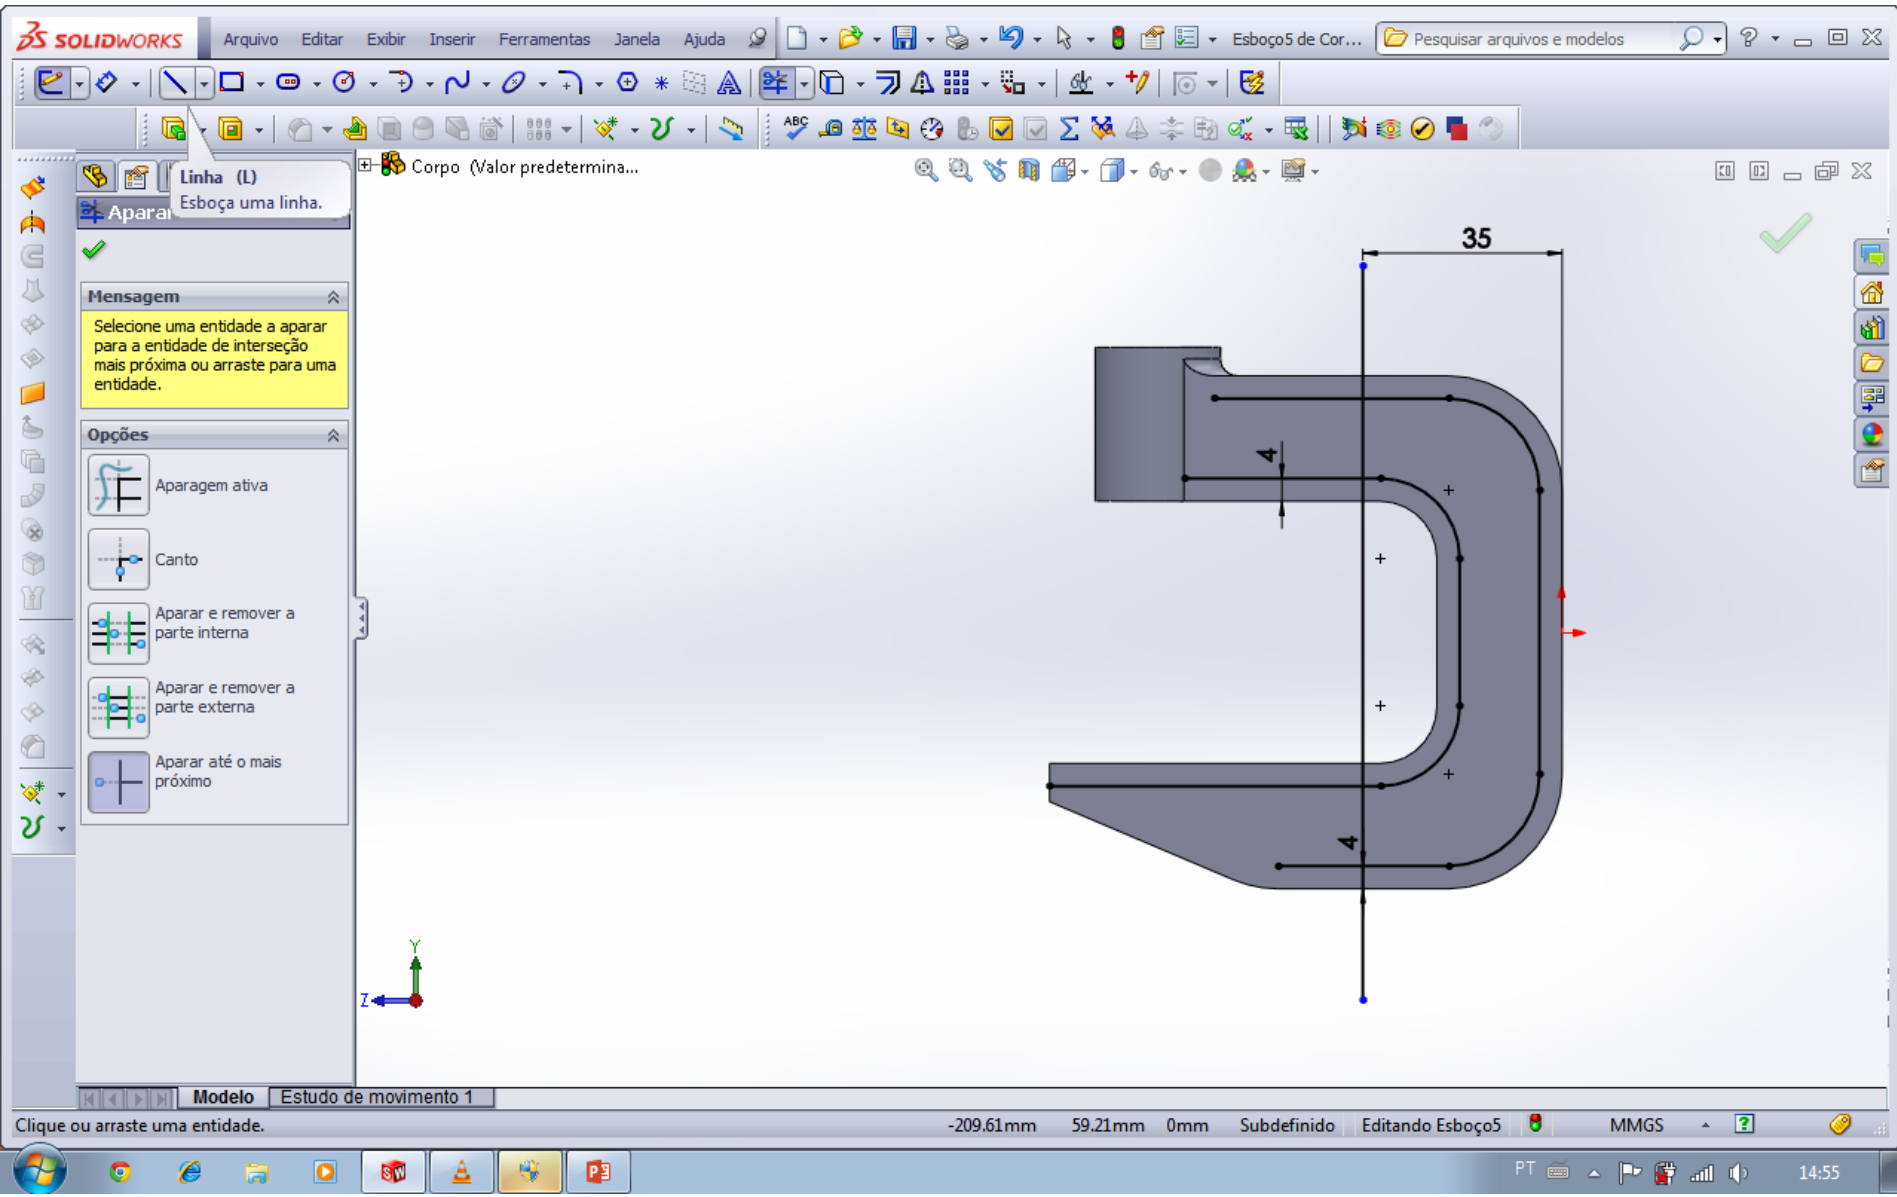 SOLIDWORKS Arquivo Editar Exibir Inserir Ferramentas Janela Ajuda Esboço5 de Cor... Pesquisar arquivos e modelos
Corpo (Valor predetermina...
Linha (L)
Esboça uma linha.
Aparar
Mensagem
Selecione uma entidade a aparar
para a entidade de interseção
mais próxima ou arraste para uma
entidade.
Opções
Aparagem ativa
Canto
Aparar e remover a
parte interna
Aparar e remover a
parte externa
Aparar até o mais
próximo
35
4
4
Y
Z
Modelo Estudo de movimento 1
Clique ou arraste uma entidade. -209.61mm 59.21mm 0mm Subdefinido Editando Esboço5 MMGS
PT 14:55